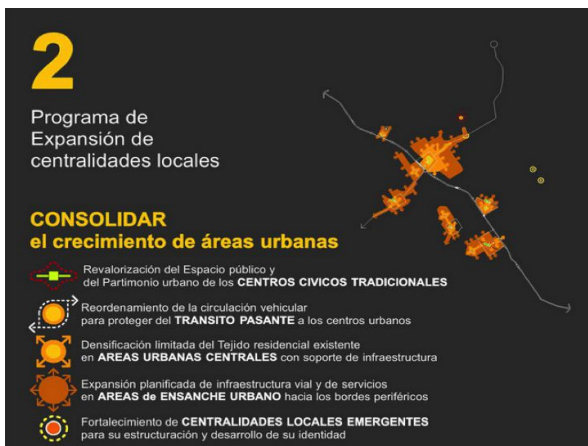 2
Programa de
Expansión de
centralidades locales
CONSOLIDAR
el crecimiento de áreas urbanas
Revalorización del Espacio público y
del Partimonio urbano de los CENTROS CIVICOS TRADICIONALES
Reordenamiento de la circulación vehicular
para proteger del TRANSITO PASANTE a los centros urbanos
Densificación limitada del Tejido residencial existente
en AREAS URBANAS CENTRALES con soporte de infraestructura
Expansión planificada de infraestructura vial y de servicios
en AREAS de ENSANCHE URBANO hacia los bordes periféricos
Fortalecimiento de CENTRALIDADES LOCALES EMERGENTES
para su estructuración y desarrollo de su identidad